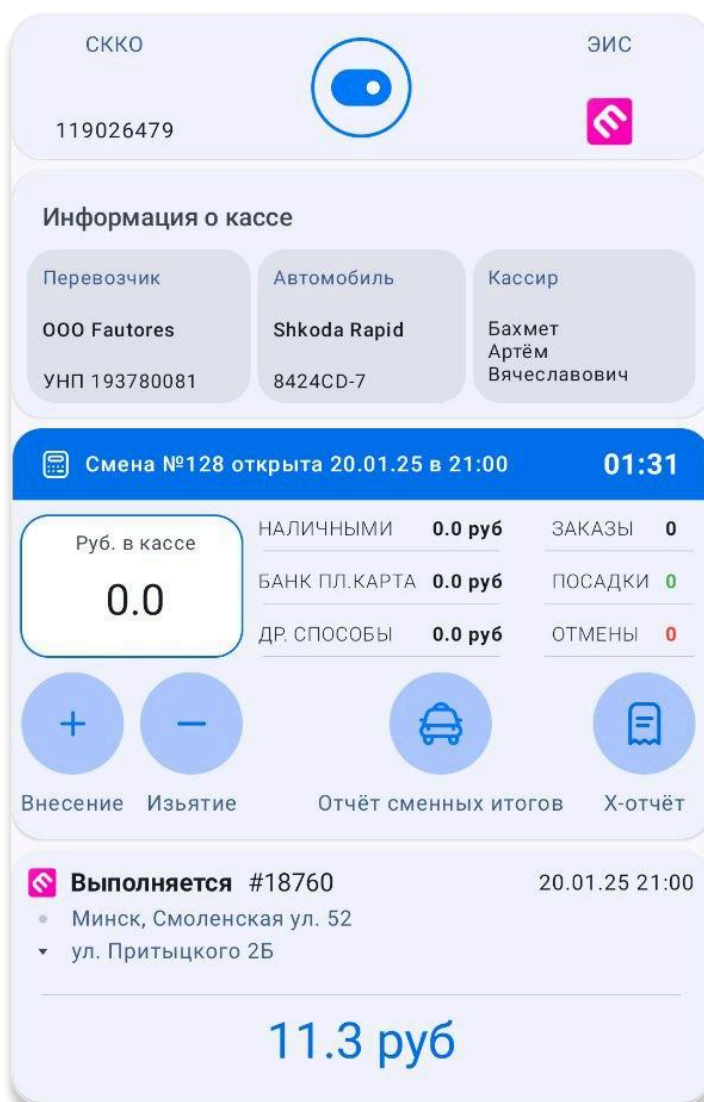 СККО
ЭИС
119026479
Информация о кассе
Перевозчик
ООО Fautores
УНП 193780081
Автомобиль
Shkoda Rapid
8424CD-7
Кассир
Бахмет
Артём
Вячеславович
Смена №128 открыта 20.01.25 в 21:00 01:31
Руб. в кассе
0.0
НАЛИЧНЫМИ 0.0 руб
БАНК ПЛ.КАРТА 0.0 руб
ДР. СПОСОБЫ 0.0 руб
ЗАКАЗЫ 0
ПОСАДКИ 0
ОТМЕНЫ 0
Внесение
Изьятие
Отчёт сменных итогов
Х-отчёт
Выполняется #18760 20.01.25 21:00
Минск, Смоленская ул. 52
ул. Притыцкого 2Б
11.3 руб